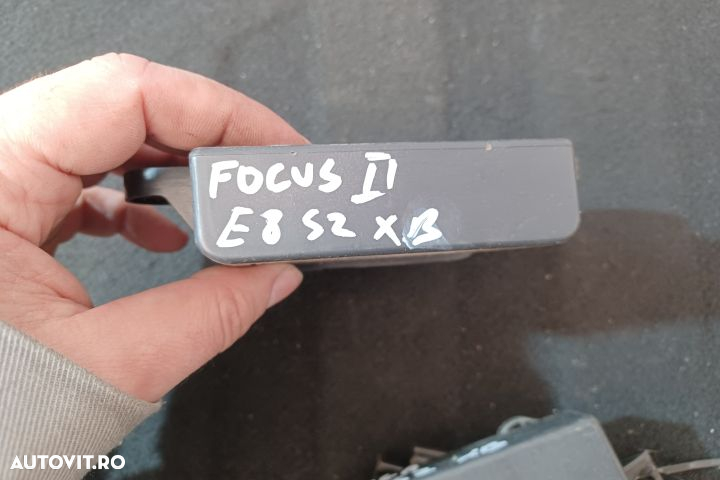 FOCUS II
E8 S2 XB
AUTOVIT.RO